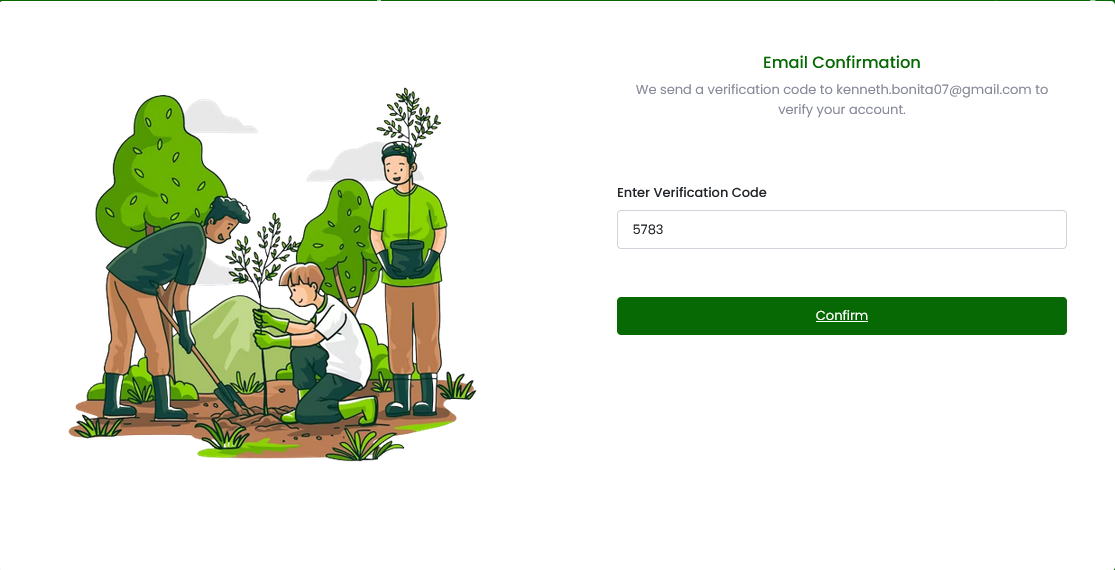 Email Confirmation
We send a verification code to kenneth.bonita07@gmail.com to
verify your account.
Enter Verification Code
5783
Confirm